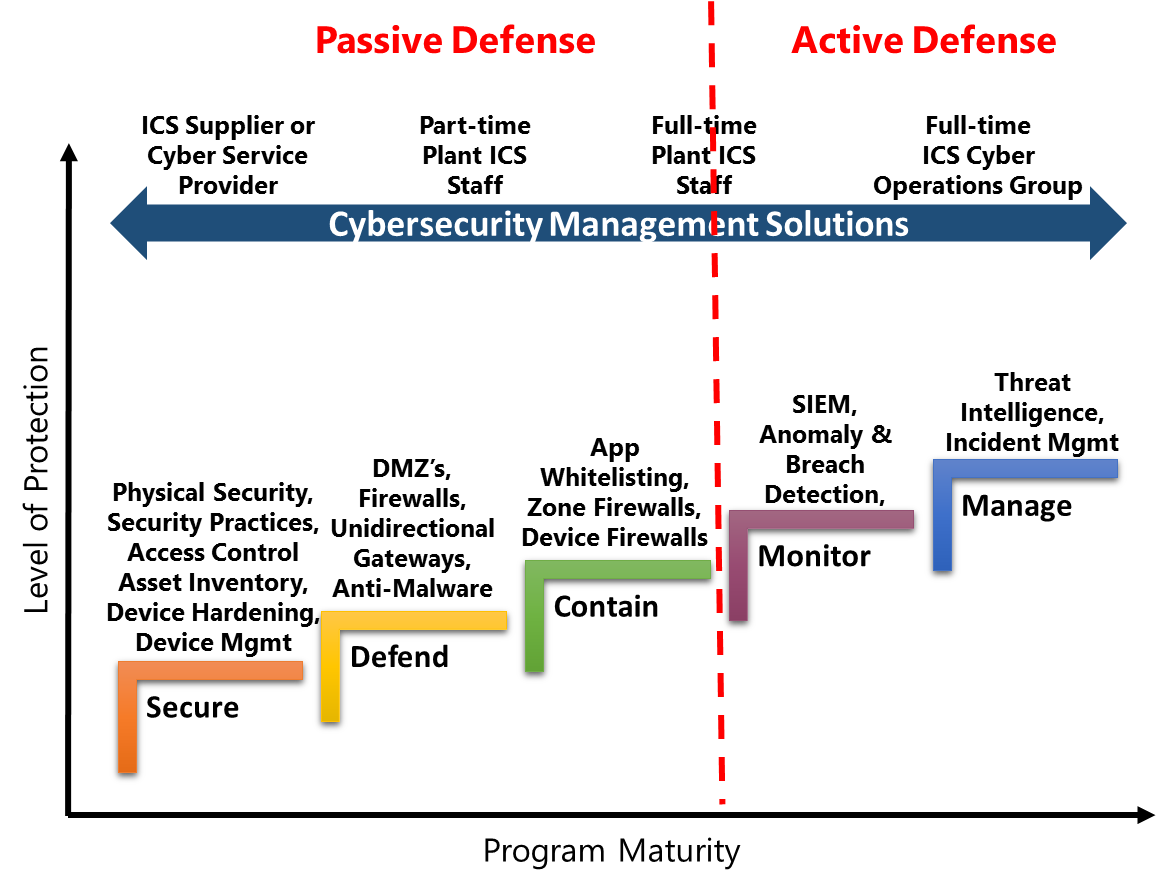 Passive Defense
Active Defense
ICS Supplier or
Cyber Service
Provider
Part-time
Plant ICS
Staff
Full-time
Plant ICS
Staff
Full-time
ICS Cyber
Operations Group
Cybersecurity Management Solutions
Level of Protection
Physical Security,
Security Practices,
Access Control
Asset Inventory,
Device Hardening,
Device Mgmt
Secure
DMZ’s,
Firewalls,
Unidirectional
Gateways,
Anti-Malware
Defend
App
Whitelisting,
Zone Firewalls,
Device Firewalls
Contain
SIEM,
Anomaly &
Breach
Detection,
Monitor
Threat
Intelligence,
Incident Mgmt
Manage
Program Maturity